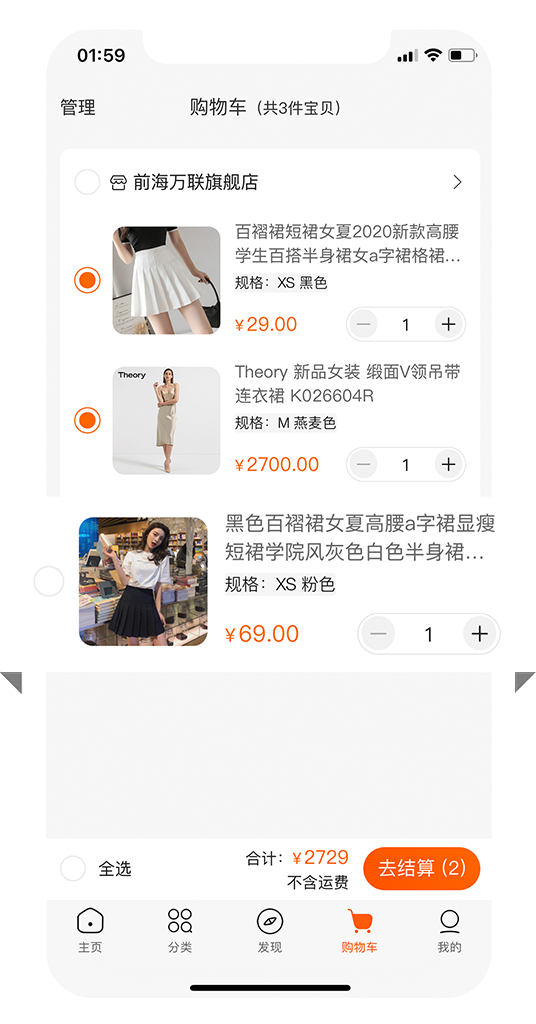 01:59
管理
购物车（共3件宝贝）
前海万联旗舰店
百褶裙短裙女夏2020新款高腰
学生百搭半身裙女a字裙格裙...
规格：XS 黑色
¥29.00
1
Theory
Theory 新品女装 缎面V领吊带
连衣裙 K026604R
规格：M 燕麦色
¥2700.00
1
黑色百褶裙女夏高腰a字裙显瘦
短裙学院风灰色白色半身裙...
规格：XS 粉色
¥69.00
1
全选
合计：¥2729
不含运费
去结算 (2)
主页
分类
发现
购物车
我的